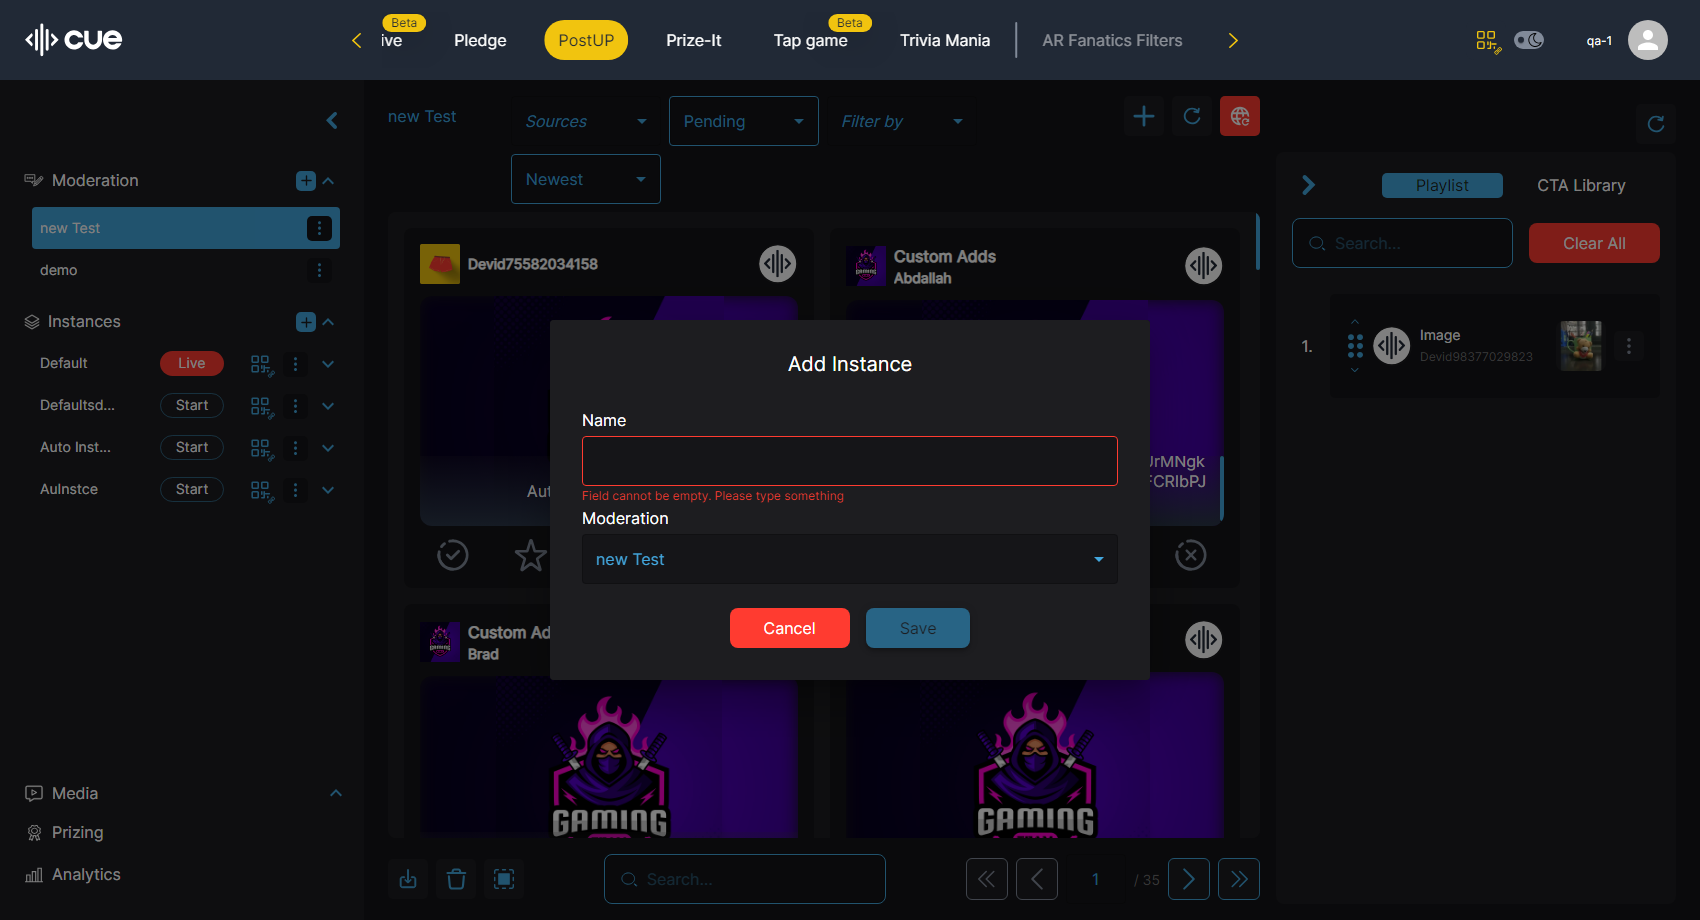 cue
ive
Beta
Pledge
PostUP
Prize-It
Tap game
Beta
Trivia Mania
AR Fanatics Filters
qa-1
new Test
Sources
Pending
Filter by
Newest
Moderation
new Test
demo
Instances
Default
Live
Defaultsd...
Start
Auto Inst...
Start
AuInstce
Start
Media
Prizing
Analytics
Devid75582034158
Aut
Custom Adds
Abdallah
GAMING
JrMNgk
FCRIbPJ
Custom Ad
Brad
GAMING
GAMING
GAMING
Add Instance
Name
Field cannot be empty. Please type something
Moderation
new Test
Cancel
Save
Search...
1
/ 35
Playlist
CTA Library
Search...
Clear All
1.
Image
Devid98377029823